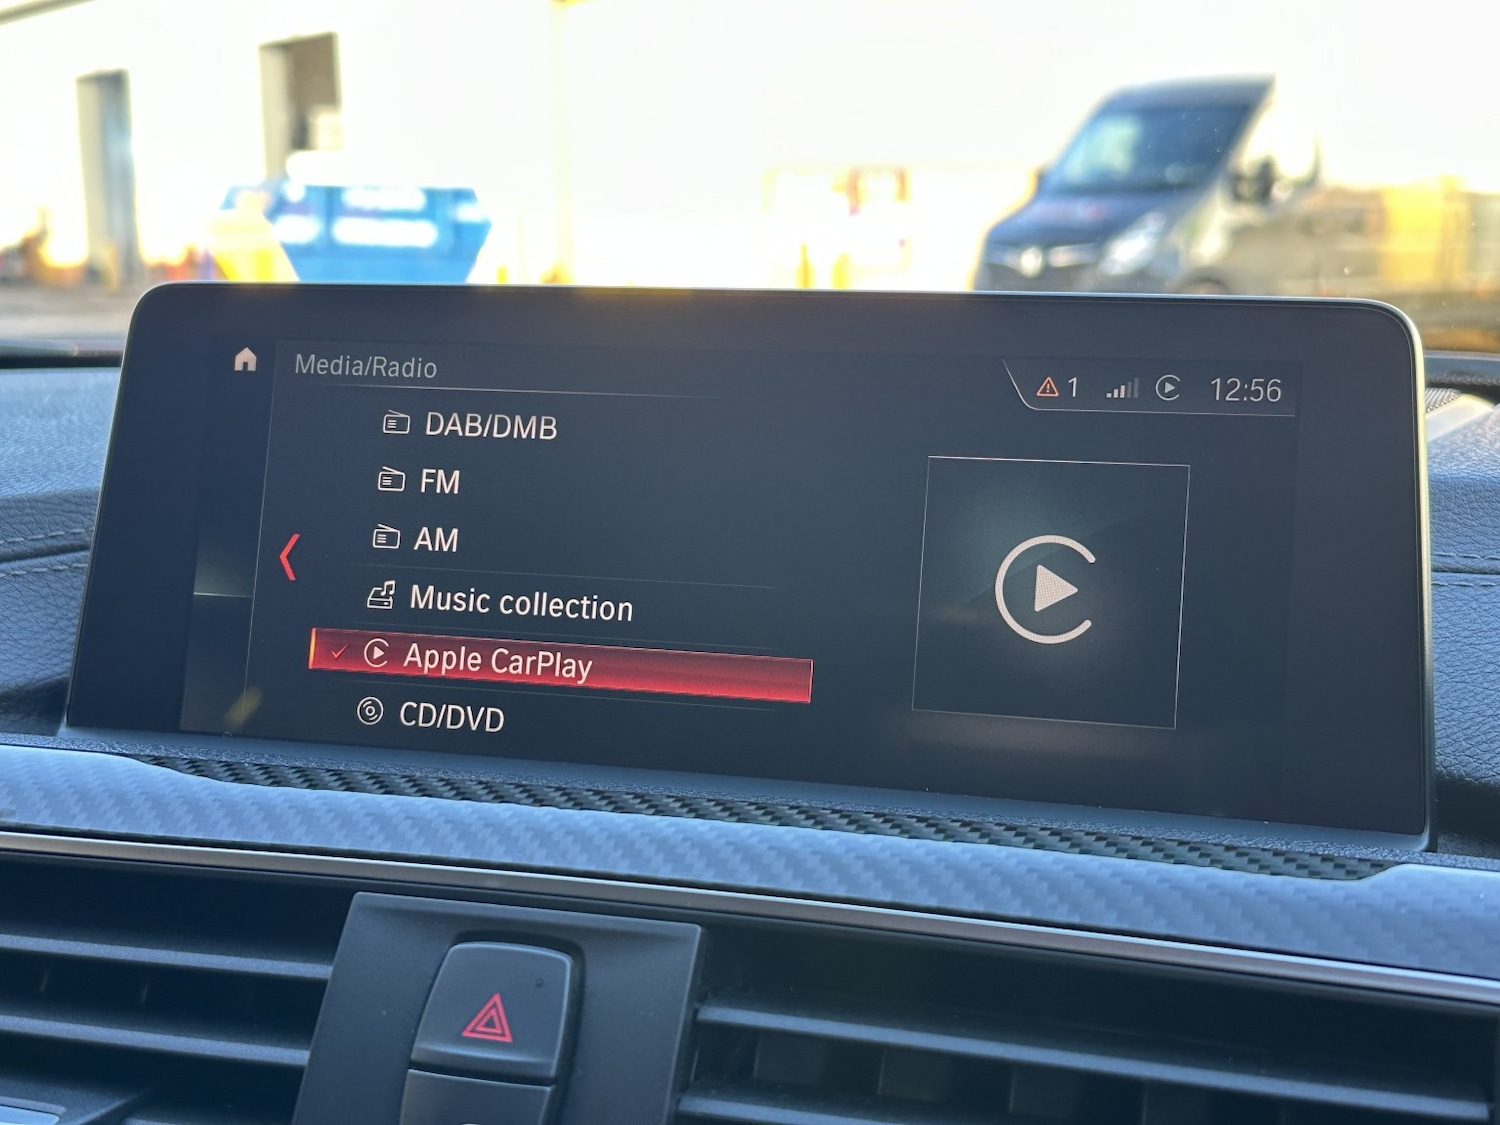 Media/Radio
1 12:56
DAB/DMB
FM
AM
Music collection
Apple CarPlay
CD/DVD